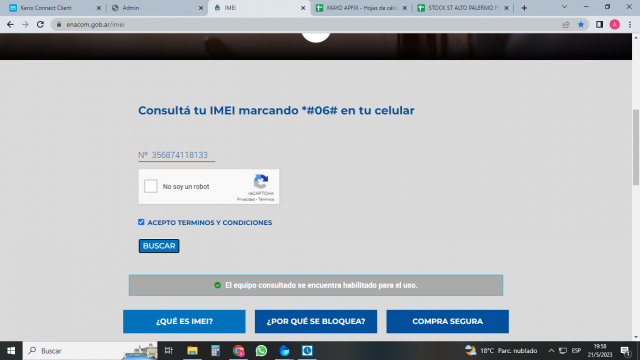 Kerio Connect Client
Admin
IMEI
MAYO APFIX - Hojas de cálcu
STOCK ST ALTO PALERMO
enacom.gob.ar/imei
A
Consultá tu IMEI marcando *#06# en tu celular
Nº 356874118133
No soy un robot
reCAPTCHA
Privacidad - Términos
ACEPTO TERMINOS Y CONDICIONES
BUSCAR
El equipo consultado se encuentra habilitado para el uso.
¿QUÉ ES IMEI?
¿POR QUÉ SE BLOQUEA?
COMPRA SEGURA
Buscar
18°C Parc. nublado
ESP
19:58
21/5/2023